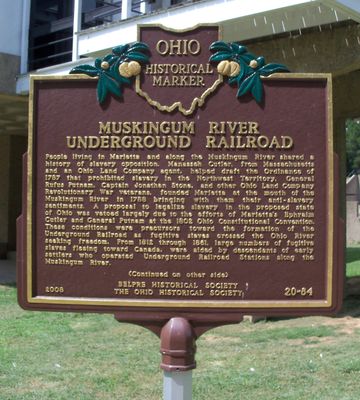 OHIO
HISTORICAL
MARKER
MUSKINGUM RIVER
UNDERGROUND RAILROAD
People living in Marietta and along the Muskingum River shared a
history of slavery opposition. Manasseh Cutler, from Massachusetts
and an Ohio Land Company agent, helped draft the Ordinance of
1787 that prohibited slavery in the Northwest Territory. General
Rufus Putnam, Captain Jonathan Stone, and other Ohio Land Company
Revolutionary War veterans, founded Marietta at the mouth of the
Muskingum River in 1788 bringing with them their anti-slavery
sentiments. A proposal to legalize slavery in the proposed state
of Ohio was vetoed largely due to the efforts of Marietta's Ephraim
Cutler and General Putnam at the 1802 Ohio Constitutional Convention.
These conditions were precursors toward the formation of the
Underground Railroad as fugitive slaves crossed the Ohio River
seeking freedom. From 1812 through 1861, large numbers of fugitive
slaves fleeing toward Canada, were aided by descendants of early
settlers who operated Underground Railroad Stations along the
Muskingum River.
(Continued on other side)
BELPRE HISTORICAL SOCIETY
2008 THE OHIO HISTORICAL SOCIETY 20-84